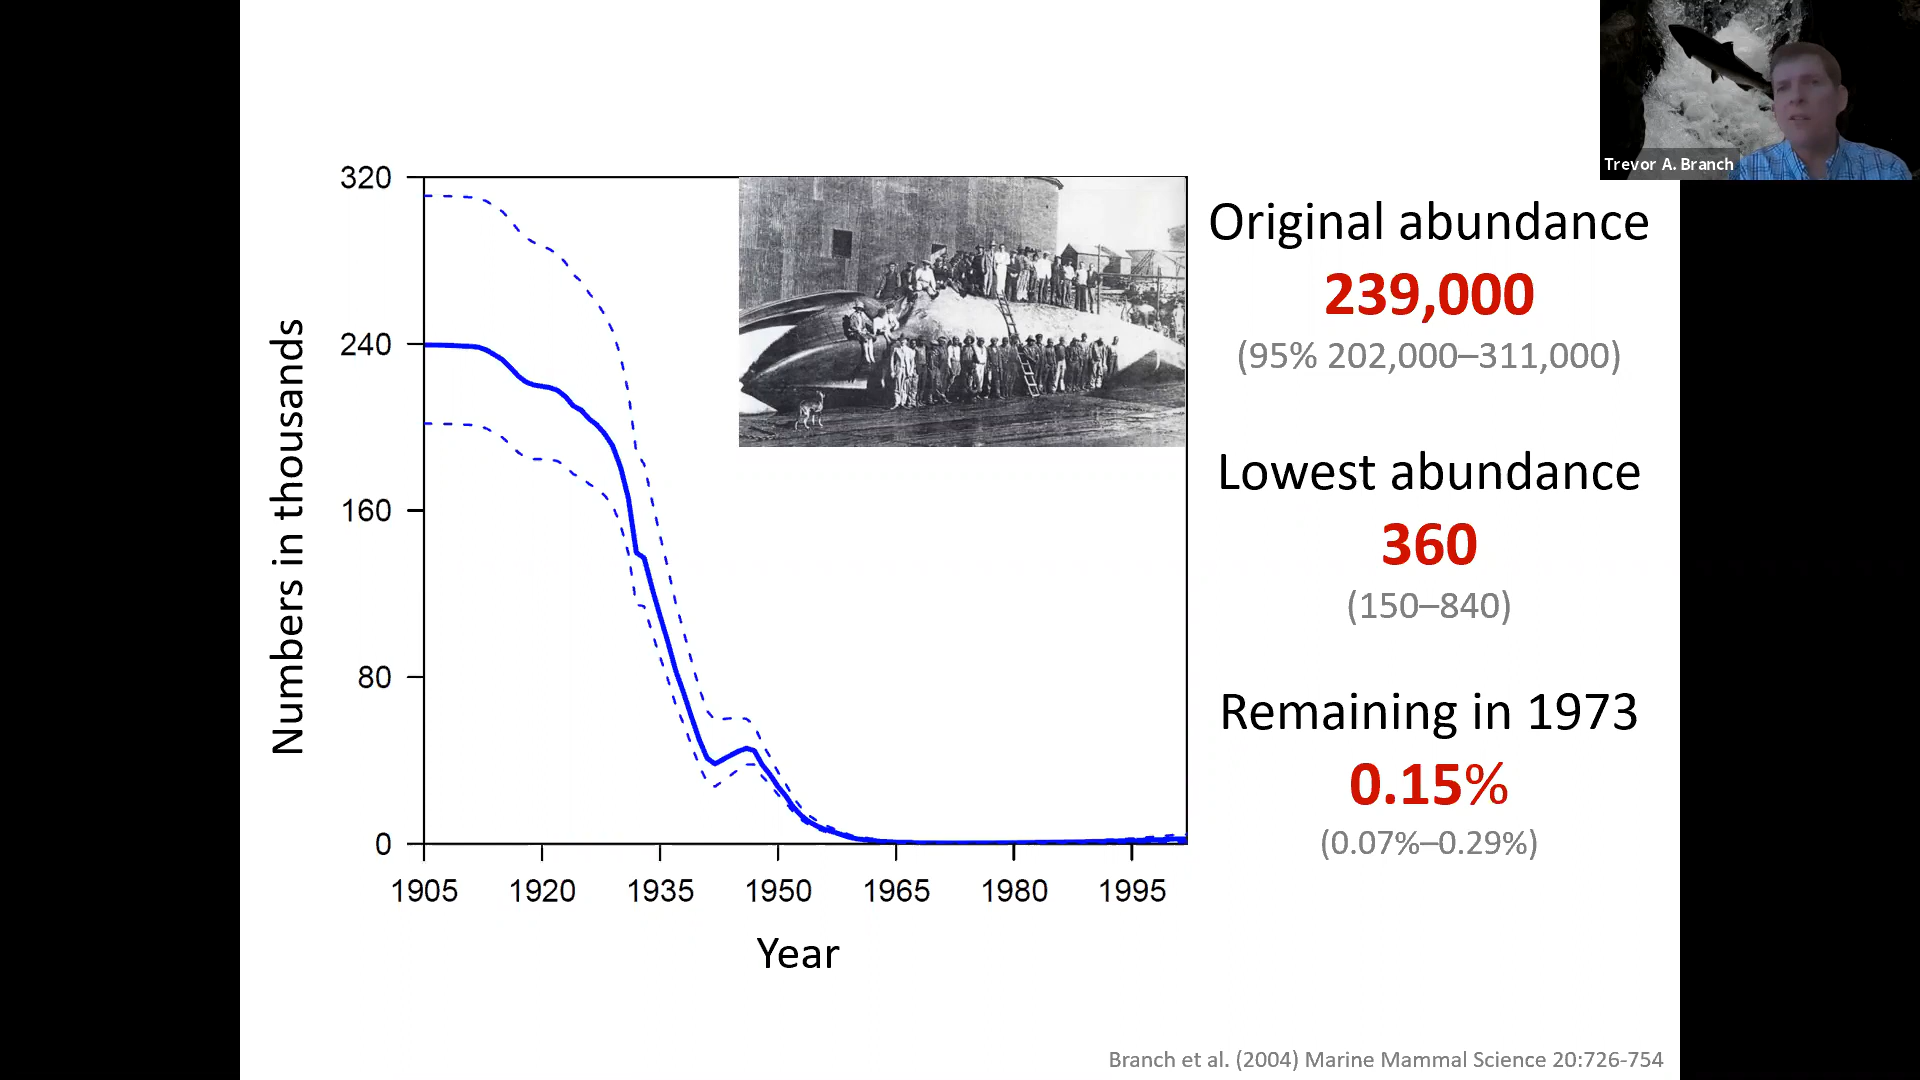 Trevor A. Branch
320
240
160
80
0
Numbers in thousands
1905 1920 1935 1950 1965 1980 1995
Year
Original abundance
239,000
(95% 202,000–311,000)
Lowest abundance
360
(150–840)
Remaining in 1973
0.15%
(0.07%–0.29%)
Branch et al. (2004) Marine Mammal Science 20:726-754